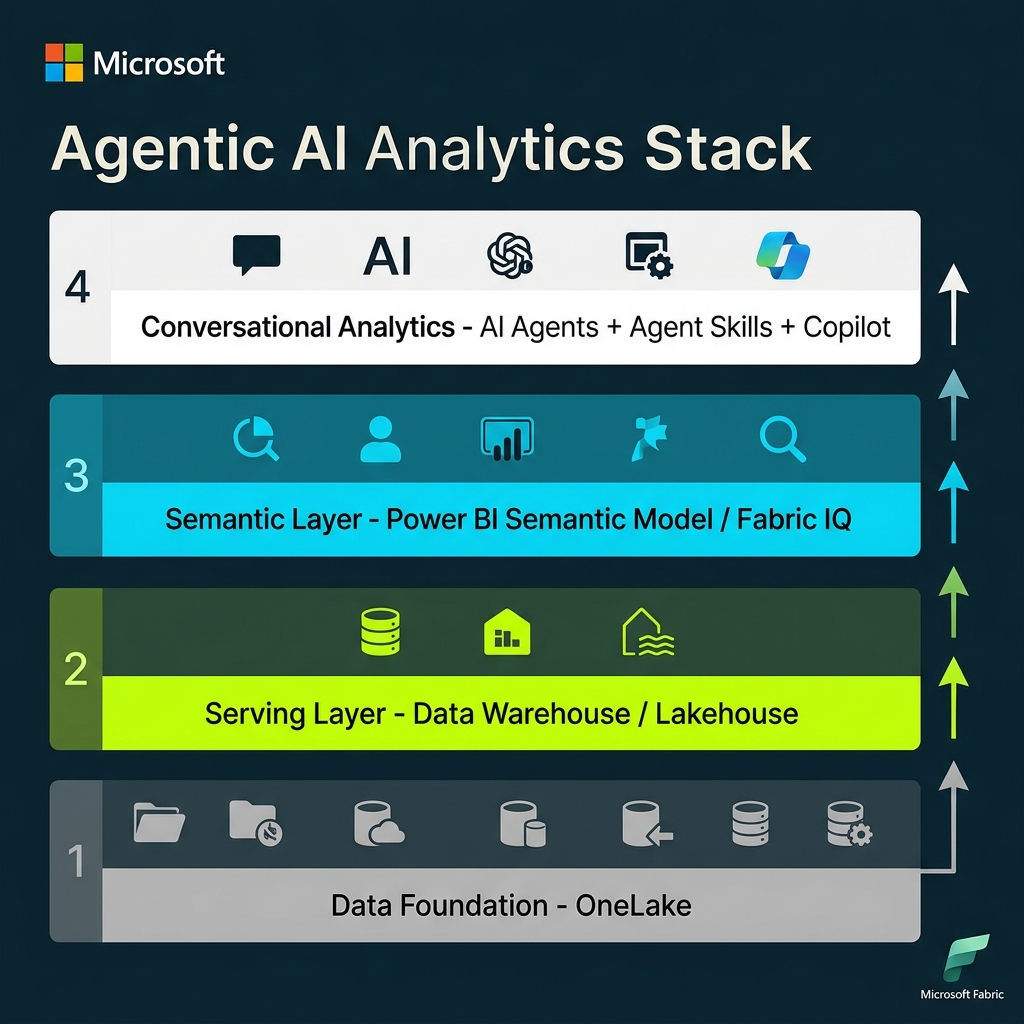 Microsoft
Agentic AI Analytics Stack
4
AI
Conversational Analytics - AI Agents + Agent Skills + Copilot
3
Semantic Layer - Power BI Semantic Model / Fabric IQ
2
Serving Layer - Data Warehouse / Lakehouse
1
Data Foundation - OneLake
Microsoft Fabric